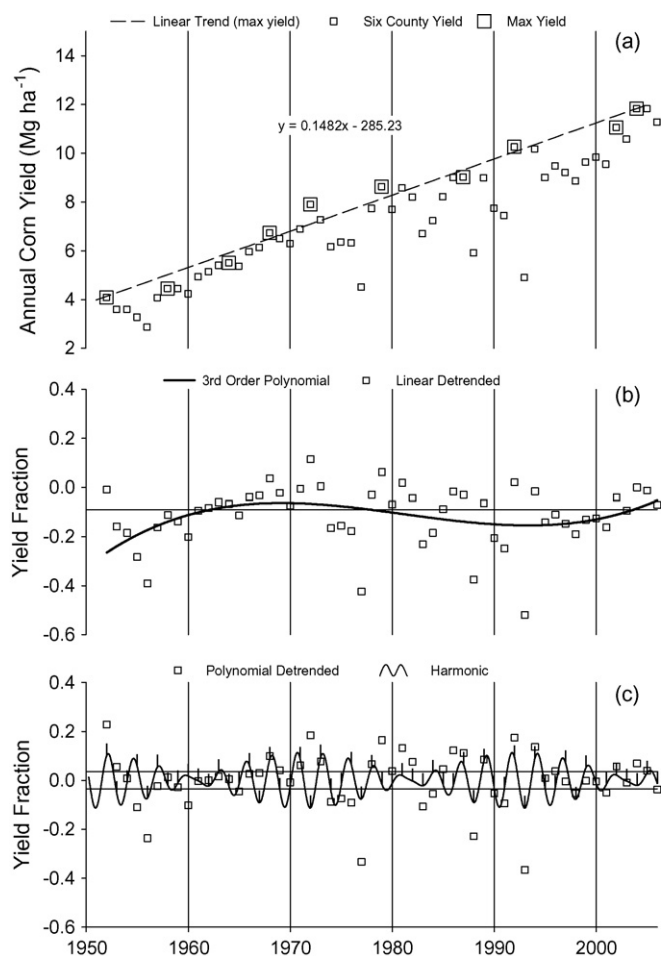 Linear Trend (max yield) Six County Yield Max Yield
(a)
Annual Corn Yield (Mg ha⁻¹)
14
12
10
8
6
4
2
y = 0.1482x - 285.23
3rd Order Polynomial Linear Detrended
(b)
Yield Fraction
0.4
0.2
0.0
-0.2
-0.4
-0.6
Polynomial Detrended Harmonic
(c)
Yield Fraction
0.4
0.2
0.0
-0.2
-0.4
-0.6
1950 1960 1970 1980 1990 2000